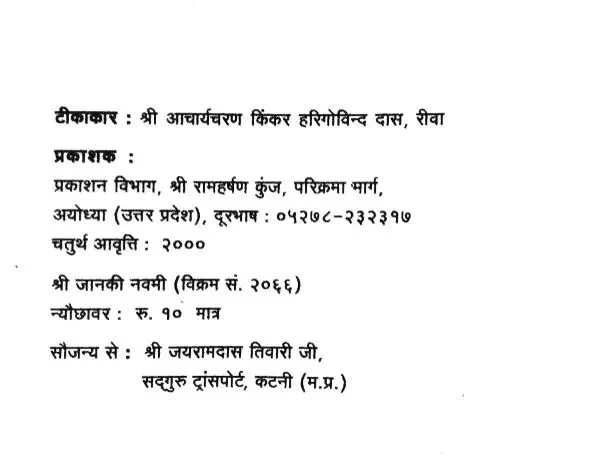 टीकाकार : श्री आचार्यचरण किंकर हरिगोविन्द दास, रीवा
प्रकाशक :
प्रकाशन विभाग, श्री रामहर्षण कुंज, परिक्रमा मार्ग,
अयोध्या (उत्तर प्रदेश), दूरभाष : ०५२७८-२३२३१७
चतुर्थ आवृत्ति : २०००
श्री जानकी नवमी (विक्रम सं. २०६६)
न्यौछावर : रु. १० मात्र
सौजन्य से : श्री जयरामदास तिवारी जी,
सद्‌गुरु ट्रांसपोर्ट, कटनी (म.प्र.)